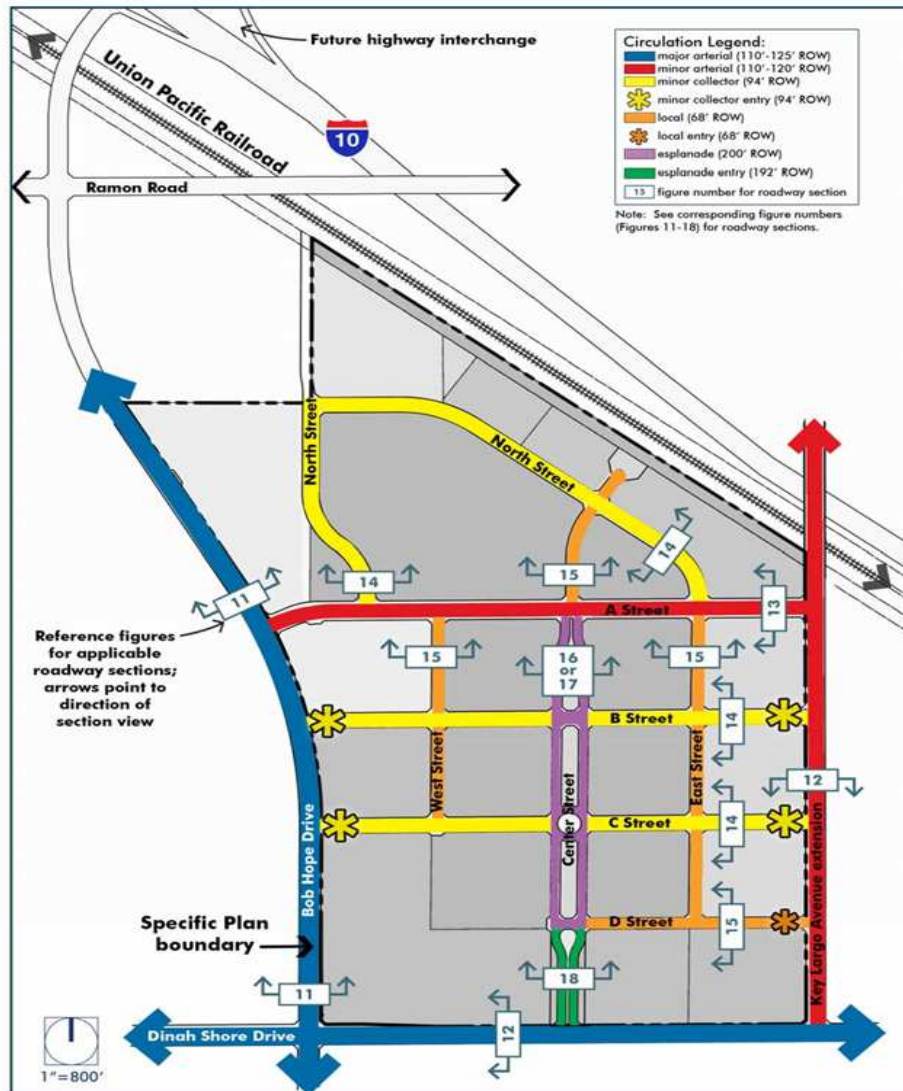 Future highway interchange
Union Pacific Railroad
10
Ramon Road
Circulation Legend:
major arterial (110'-125' ROW)
minor arterial (110'-120' ROW)
minor collector (94' ROW)
minor collector entry (94' ROW)
local (68' ROW)
local entry (68' ROW)
esplanade (200' ROW)
esplanade entry (192' ROW)
15 figure number for roadway section
Note: See corresponding figure numbers
(Figures 11-18) for roadway sections.
North Street
North Street
14
11
14
15
13
A Street
Reference figures
for applicable
roadway sections;
arrows point to
direction of
section view
15
16
or
17
15
B Street
14
West Street
East Street
12
Center Street
C Street
14
Bob Hope Drive
Key Largo Avenue extension
Specific Plan
boundary
D Street
15
11
18
Dinah Shore Drive
12
1"=800'